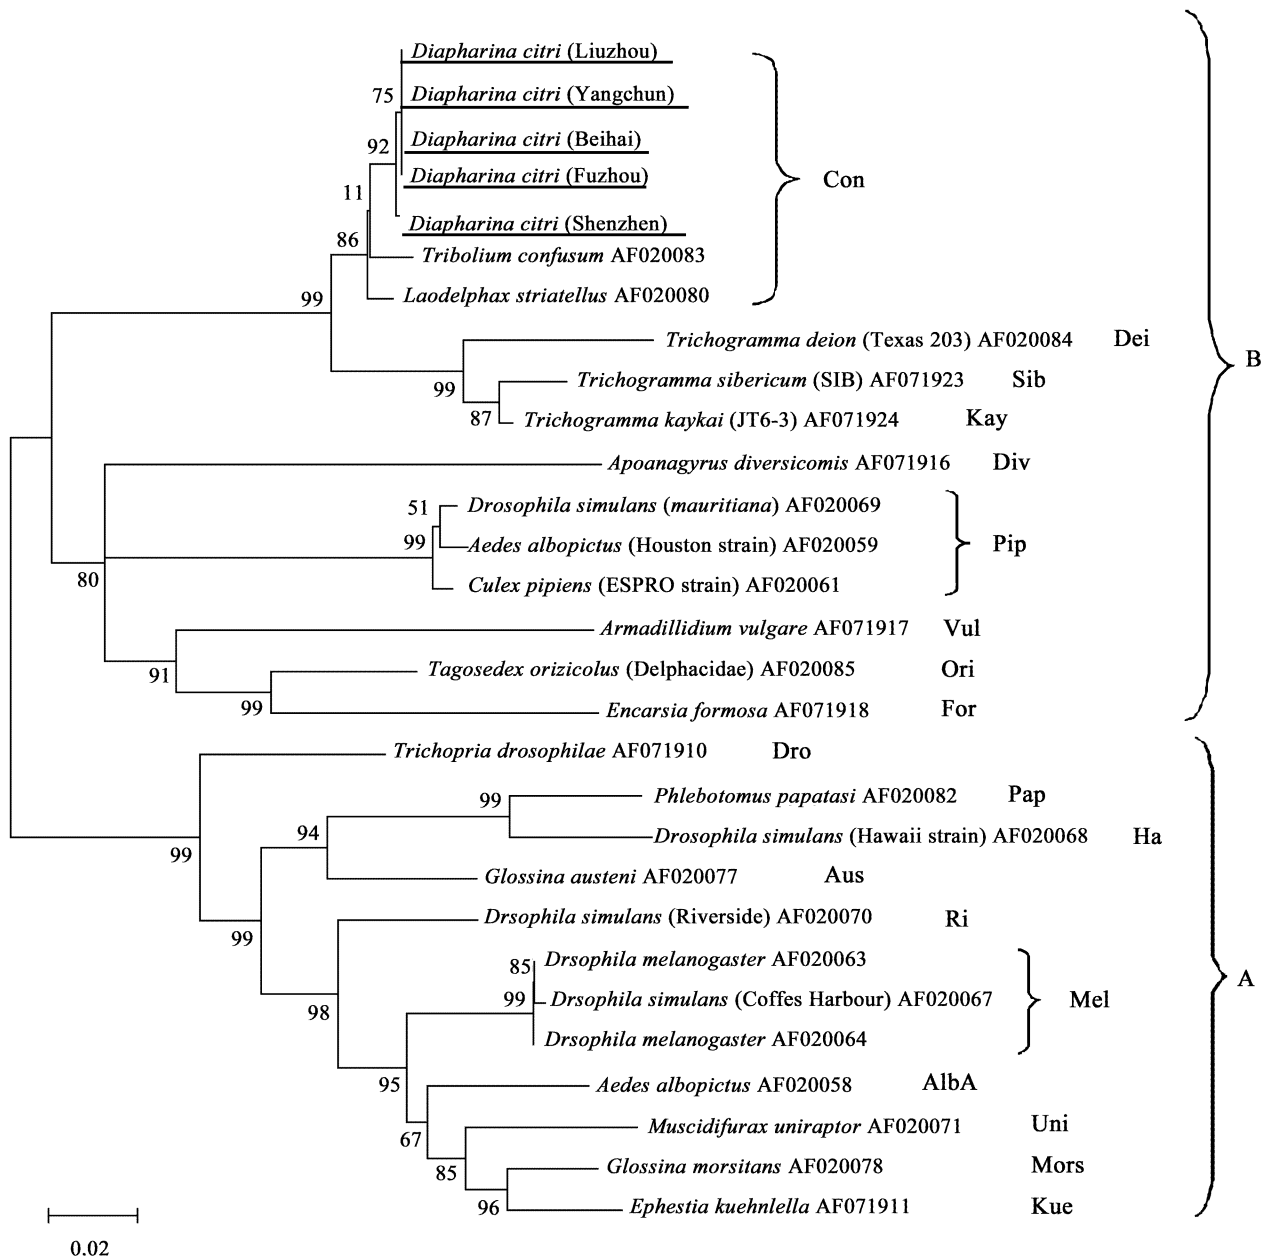 Diapharina citri (Liuzhou)
75
Diapharina citri (Yangchun)
92
Diapharina citri (Beihai)
Diapharina citri (Fuzhou)
Con
11
Diapharina citri (Shenzhen)
86
Tribolium confusum AF020083
99
Laodelphax striatellus AF020080
Trichogramma deion (Texas 203) AF020084 Dei
B
99
Trichogramma sibericum (SIB) AF071923 Sib
87
Trichogramma kaykai (JT6-3) AF071924 Kay
Apoanagyrus diversicomis AF071916 Div
51
Drosophila simulans (mauritiana) AF020069
99
Aedes albopictus (Houston strain) AF020059
Pip
80
Culex pipiens (ESPRO strain) AF020061
Armadillidium vulgare AF071917 Vul
91
Tagosedex orizicolus (Delphacidae) AF020085 Ori
99
Encarsia formosa AF071918 For
Trichopria drosophilae AF071910 Dro
99
Phlebotomus papatasi AF020082 Pap
94
Drosophila simulans (Hawaii strain) AF020068 Ha
99
Glossina austeni AF020077 Aus
99
Drsophila simulans (Riverside) AF020070 Ri
85
Drsophila melanogaster AF020063
A
99
Drsophila simulans (Coffes Harbour) AF020067
Mel
98
Drsophila melanogaster AF020064
95
Aedes albopictus AF020058 AlbA
67
Muscidifurax uniraptor AF020071 Uni
85
Glossina morsitans AF020078 Mors
96
Ephestia kuehnlella AF071911 Kue
0.02